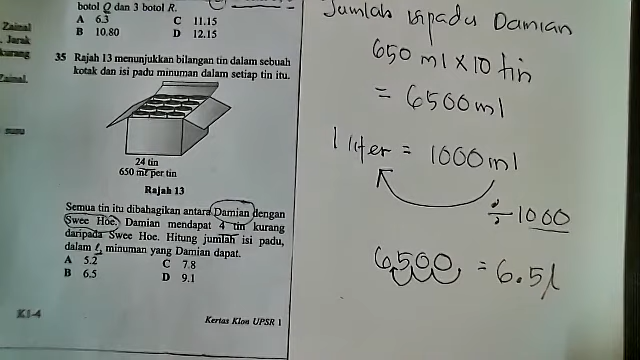 botol Q dan 3 botol R.
A 6.3 C 11.15
B 10.80 D 12.15
Zainal
Jarak
kurang
Zainal
35 Rajah 13 menunjukkan bilangan tin dalam sebuah
kotak dan isi padu minuman dalam setiap tin itu.
24 tin
650 ml per tin
Rajah 13
Semua tin itu dibahagikan antara Damian dengan
Swee Hoe. Damian mendapat 4 tin kurang
daripada Swee Hoe. Hitung jumlah isi padu,
dalam ℓ, minuman yang Damian dapat.
A 5.2 C 7.8
B 6.5 D 9.1
K1-4
Kertas Klon UPSR 1
Jumlah isipadu Damian
650 ml × 10 tin
= 6500 ml
1 liter = 1000 ml
÷ 1000
6500 = 6.5 l